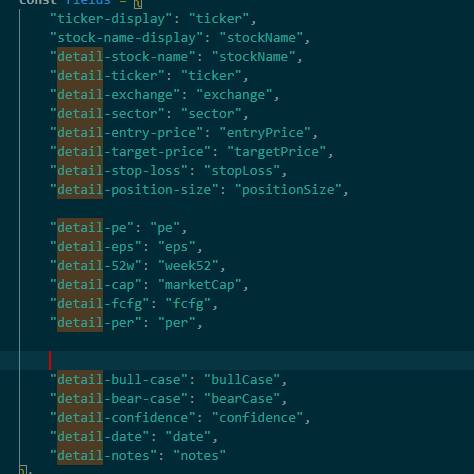 const fields = {
"ticker-display": "ticker",
"stock-name-display": "stockName",
"detail-stock-name": "stockName",
"detail-ticker": "ticker",
"detail-exchange": "exchange",
"detail-sector": "sector",
"detail-entry-price": "entryPrice",
"detail-target-price": "targetPrice",
"detail-stop-loss": "stopLoss",
"detail-position-size": "positionSize",
"detail-pe": "pe",
"detail-eps": "eps",
"detail-52w": "week52",
"detail-cap": "marketCap",
"detail-fcfg": "fcfg",
"detail-per": "per",
"detail-bull-case": "bullCase",
"detail-bear-case": "bearCase",
"detail-confidence": "confidence",
"detail-date": "date",
"detail-notes": "notes"
},